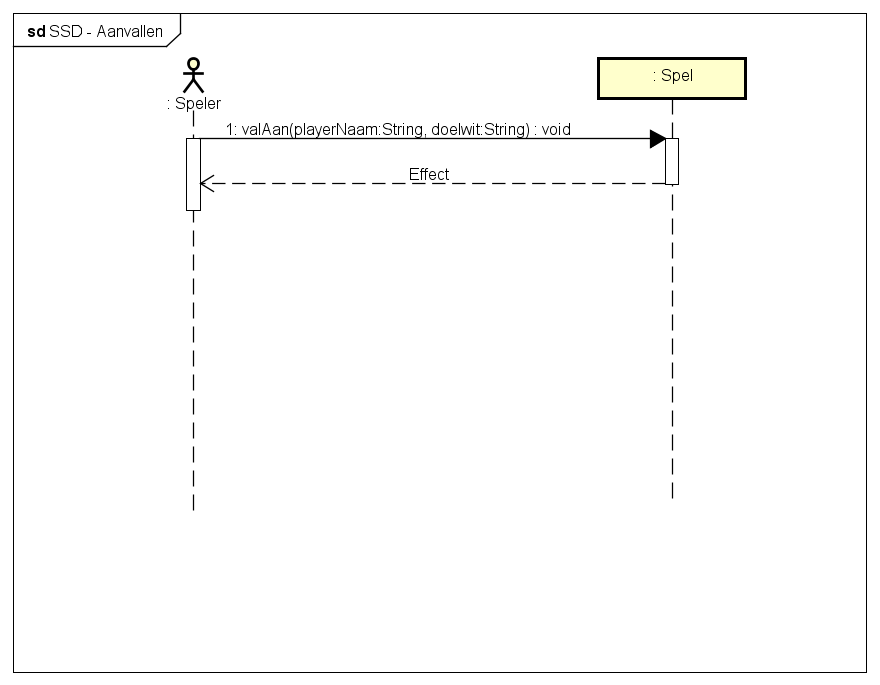 sd SSD - Aanvallen
: Speler
: Spel
1: valAan(playerNaam:String, doelwit:String) : void
Effect